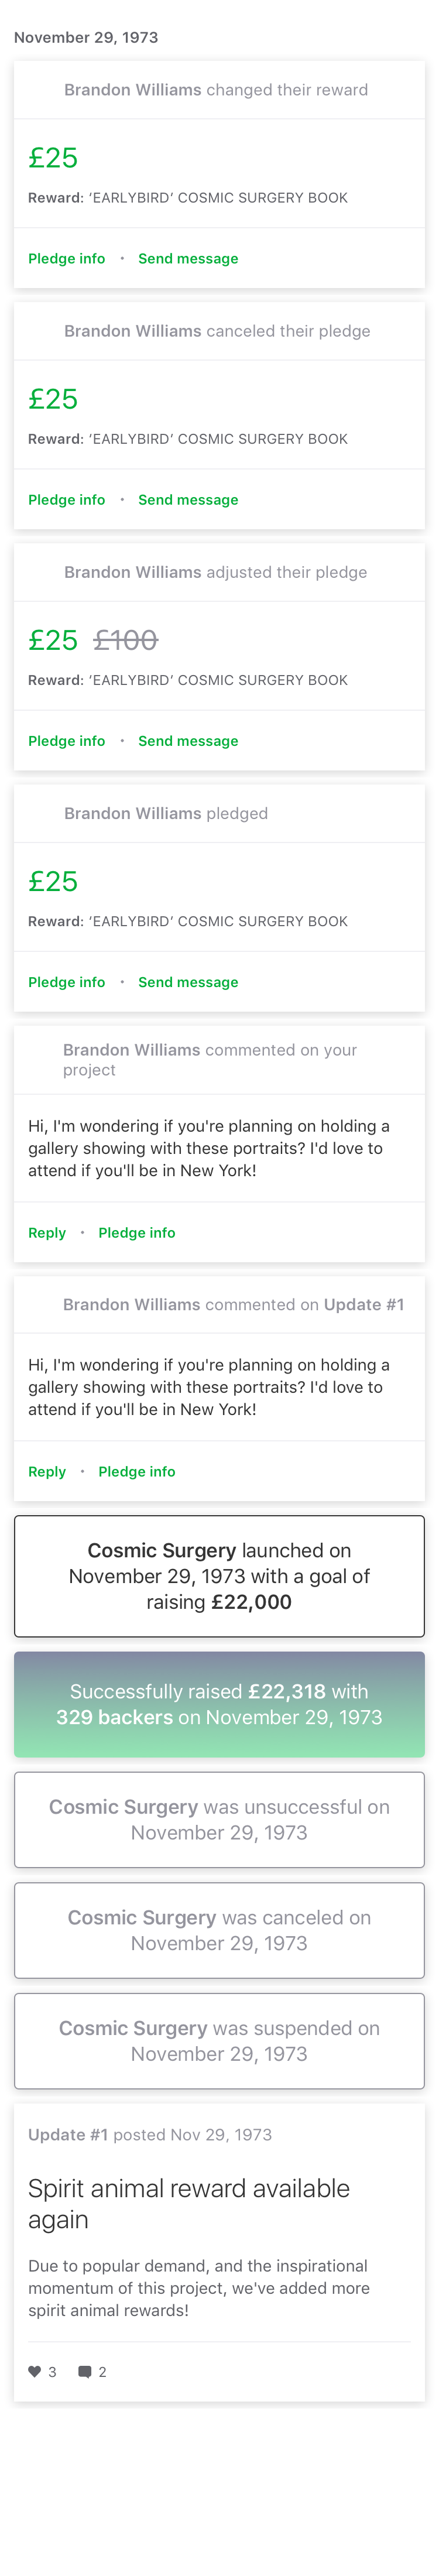 November 29, 1973
Brandon Williams changed their reward
£25
Reward: ‘EARLYBIRD’ COSMIC SURGERY BOOK
Pledge info • Send message
Brandon Williams canceled their pledge
£25
Reward: ‘EARLYBIRD’ COSMIC SURGERY BOOK
Pledge info • Send message
Brandon Williams adjusted their pledge
£25 £100
Reward: ‘EARLYBIRD’ COSMIC SURGERY BOOK
Pledge info • Send message
Brandon Williams pledged
£25
Reward: ‘EARLYBIRD’ COSMIC SURGERY BOOK
Pledge info • Send message
Brandon Williams commented on your
project
Hi, I'm wondering if you're planning on holding a
gallery showing with these portraits? I'd love to
attend if you'll be in New York!
Reply • Pledge info
Brandon Williams commented on Update #1
Hi, I'm wondering if you're planning on holding a
gallery showing with these portraits? I'd love to
attend if you'll be in New York!
Reply • Pledge info
Cosmic Surgery launched on
November 29, 1973 with a goal of
raising £22,000
Successfully raised £22,318 with
329 backers on November 29, 1973
Cosmic Surgery was unsuccessful on
November 29, 1973
Cosmic Surgery was canceled on
November 29, 1973
Cosmic Surgery was suspended on
November 29, 1973
Update #1 posted Nov 29, 1973
Spirit animal reward available
again
Due to popular demand, and the inspirational
momentum of this project, we've added more
spirit animal rewards!
3 2